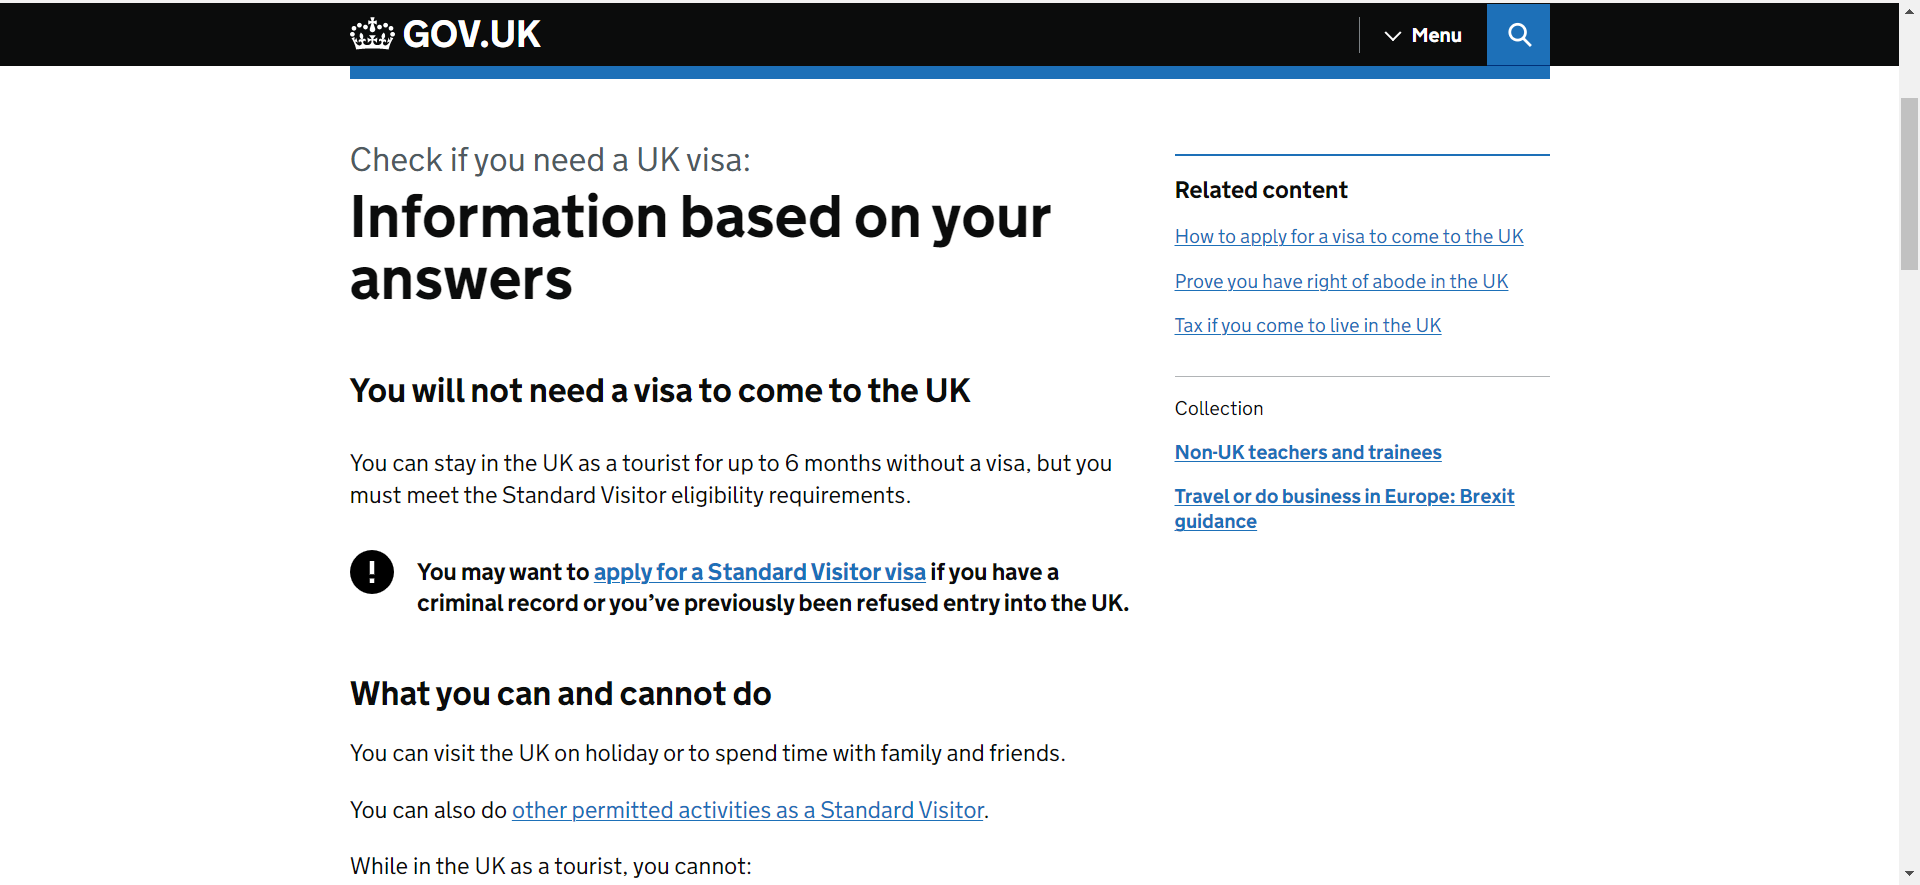 GOV.UK
Menu
Check if you need a UK visa:
Information based on your
answers
You will not need a visa to come to the UK
You can stay in the UK as a tourist for up to 6 months without a visa, but you
must meet the Standard Visitor eligibility requirements.
! You may want to apply for a Standard Visitor visa if you have a
criminal record or you’ve previously been refused entry into the UK.
What you can and cannot do
You can visit the UK on holiday or to spend time with family and friends.
You can also do other permitted activities as a Standard Visitor.
While in the UK as a tourist, you cannot:
Related content
How to apply for a visa to come to the UK
Prove you have right of abode in the UK
Tax if you come to live in the UK
Collection
Non-UK teachers and trainees
Travel or do business in Europe: Brexit
guidance